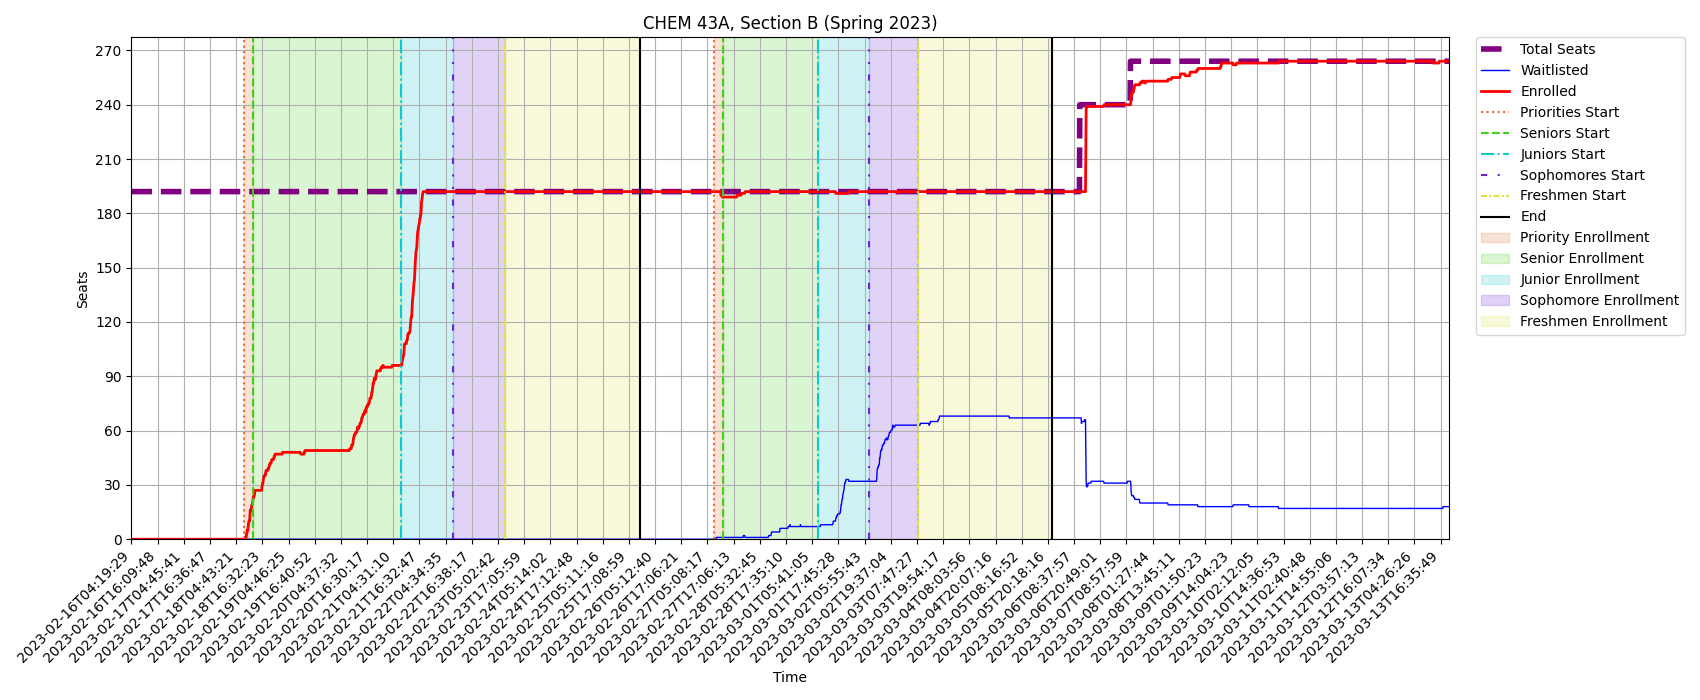 CHEM 43A, Section B (Spring 2023)
Seats
270
240
210
180
150
120
90
60
30
0
2023-02-16T04:19:29
2023-02-16T16:09:48
2023-02-17T04:45:41
2023-02-17T17:36:47
2023-02-18T04:43:21
2023-02-18T16:32:23
2023-02-19T04:46:25
2023-02-19T16:40:52
2023-02-20T04:37:32
2023-02-20T16:30:17
2023-02-21T04:31:10
2023-02-21T16:32:47
2023-02-22T04:34:35
2023-02-22T16:38:17
2023-02-23T05:02:42
2023-02-23T17:05:59
2023-02-24T05:14:02
2023-02-24T17:12:48
2023-02-25T05:11:16
2023-02-25T17:08:59
2023-02-26T05:12:40
2023-02-26T17:06:21
2023-02-27T05:08:17
2023-02-27T17:06:13
2023-02-28T05:32:45
2023-02-28T17:35:10
2023-03-01T05:41:05
2023-03-01T17:45:28
2023-03-02T05:55:43
2023-03-02T19:37:04
2023-03-03T07:47:27
2023-03-03T19:54:17
2023-03-04T08:03:56
2023-03-04T20:07:16
2023-03-05T08:16:52
2023-03-05T20:18:16
2023-03-06T08:37:57
2023-03-06T20:49:01
2023-03-07T08:57:59
2023-03-08T01:27:44
2023-03-08T13:45:11
2023-03-09T01:50:23
2023-03-09T14:04:23
2023-03-10T02:12:05
2023-03-10T14:36:53
2023-03-11T02:40:48
2023-03-11T14:55:06
2023-03-12T03:57:13
2023-03-12T16:07:34
2023-03-13T04:26:26
2023-03-13T16:35:49
Time
Total Seats
Waitlisted
Enrolled
Priorities Start
Seniors Start
Juniors Start
Sophomores Start
Freshmen Start
End
Priority Enrollment
Senior Enrollment
Junior Enrollment
Sophomore Enrollment
Freshmen Enrollment